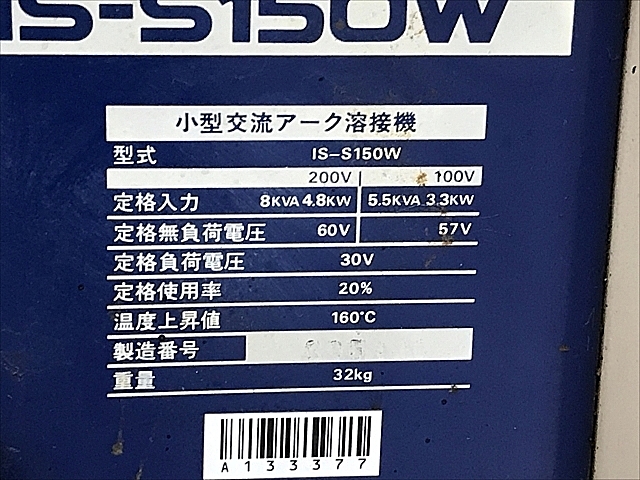 IS-S150W
小型交流アーク溶接機
型式 IS-S150W
200V 100V
定格入力 8KVA 4.8KW 5.5KVA 3.3KW
定格無負荷電圧 60V 57V
定格負荷電圧 30V
定格使用率 20%
温度上昇値 160°C
製造番号
重量 32kg
A133377